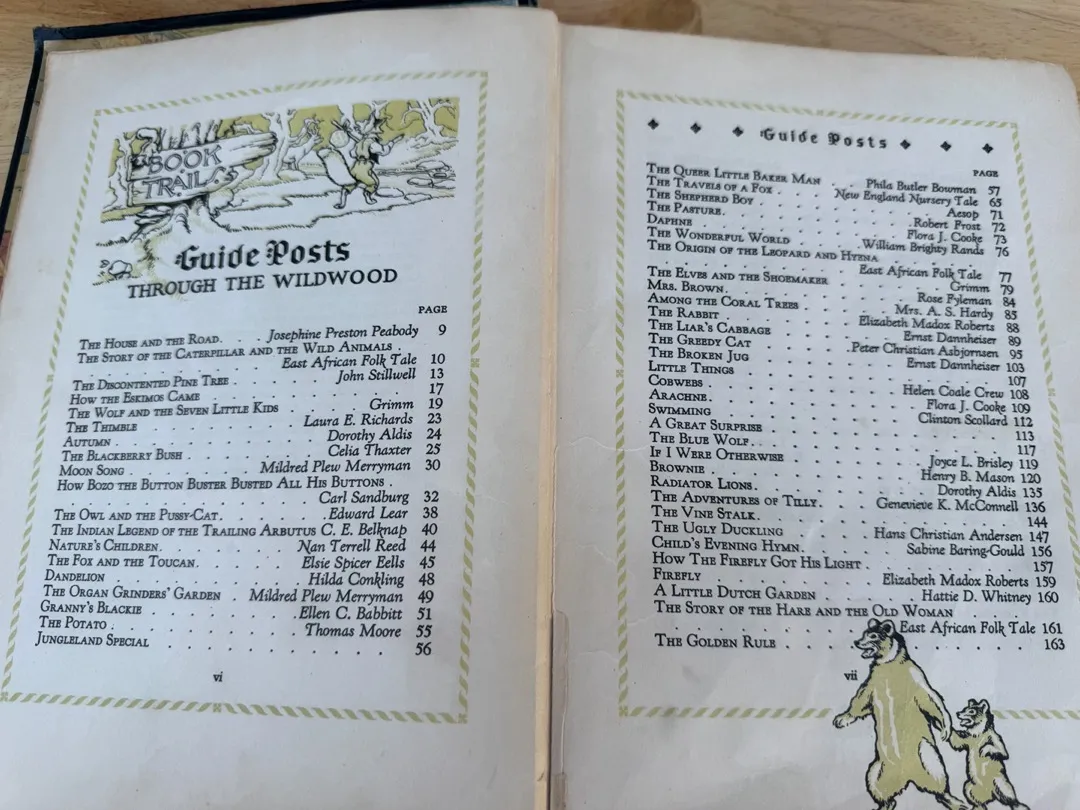 BOOK
TRAILS
Guide Posts
THROUGH THE WILDWOOD
PAGE
THE HOUSE AND THE ROAD. . . Josephine Preston Peabody 9
THE STORY OF THE CATERPILLAR AND THE WILD ANIMALS .
East African Folk Tale 10
THE DISCONTENTED PINE TREE . . . John Stillwell 13
HOW THE ESKIMOS CAME . . . 17
THE WOLF AND THE SEVEN LITTLE KIDS . . . Grimm 19
THE THIMBLE . . . Laura E. Richards 23
AUTUMN . . . Dorothy Aldis 24
THE BLACKBERRY BUSH . . . Celia Thaxter 25
MOON SONG . . . Mildred Plew Merryman 30
HOW BOZO THE BUTTON BUSTER BUSTED ALL HIS BUTTONS .
Carl Sandburg 32
THE OWL AND THE PUSSY-CAT. . . . Edward Lear 38
THE INDIAN LEGEND OF THE TRAILING ARBUTUS C. E. Belknap 40
NATURE'S CHILDREN. . . . Nan Terrell Reed 44
THE FOX AND THE TOUCAN. . . . Elsie Spicer Eells 45
DANDELION . . . Hilda Conkling 48
THE ORGAN GRINDERS' GARDEN . Mildred Plew Merryman 49
GRANNY'S BLACKIE . . . Ellen C. Babbitt 51
THE POTATO . . . Thomas Moore 55
JUNGLELAND SPECIAL . . . 56
vi
Guide Posts
PAGE
THE QUEER LITTLE BAKER MAN . . Phila Butler Bowman 57
THE TRAVELS OF A FOX . . . New England Nursery Tale 65
THE SHEPHERD BOY . . . Aesop 71
THE PASTURE. . . . Robert Frost 72
DAPHNE . . . Flora J. Cooke 73
THE WONDERFUL WORLD . . . William Brighty Rands 76
THE ORIGIN OF THE LEOPARD AND HYENA
. . . East African Folk Tale 77
THE ELVES AND THE SHOEMAKER . . . Grimm 79
MRS. BROWN. . . . Rose Fyleman 84
AMONG THE CORAL TREES . . . Mrs. A. S. Hardy 85
THE RABBIT . . . Elizabeth Madox Roberts 88
THE LIAR'S CABBAGE . . . Ernst Dannheiser 89
THE GREEDY CAT . . . Peter Christian Asbjornsen 95
THE BROKEN JUG . . . Ernst Dannheiser 103
LITTLE THINGS . . . 107
COBWEBS . . . Helen Coale Crew 108
ARACHNE. . . . Flora J. Cooke 109
SWIMMING . . . Clinton Scollard 112
A GREAT SURPRISE . . . 113
THE BLUE WOLF. . . . 117
IF I WERE OTHERWISE . . . Joyce L. Brisley 119
BROWNIE . . . Henry B. Mason 120
RADIATOR LIONS. . . . Dorothy Aldis 135
THE ADVENTURES OF TILLY. . . . Genevieve K. McConnell 136
THE VINE STALK. . . . 144
THE UGLY DUCKLING . . . Hans Christian Andersen 147
CHILD'S EVENING HYMN. . . . Sabine Baring-Gould 156
HOW THE FIREFLY GOT HIS LIGHT . . . 157
FIREFLY . . . Elizabeth Madox Roberts 159
A LITTLE DUTCH GARDEN . . . Hattie D. Whitney 160
THE STORY OF THE HARE AND THE OLD WOMAN
. . . East African Folk Tale 161
THE GOLDEN RULE . . . 163
vii